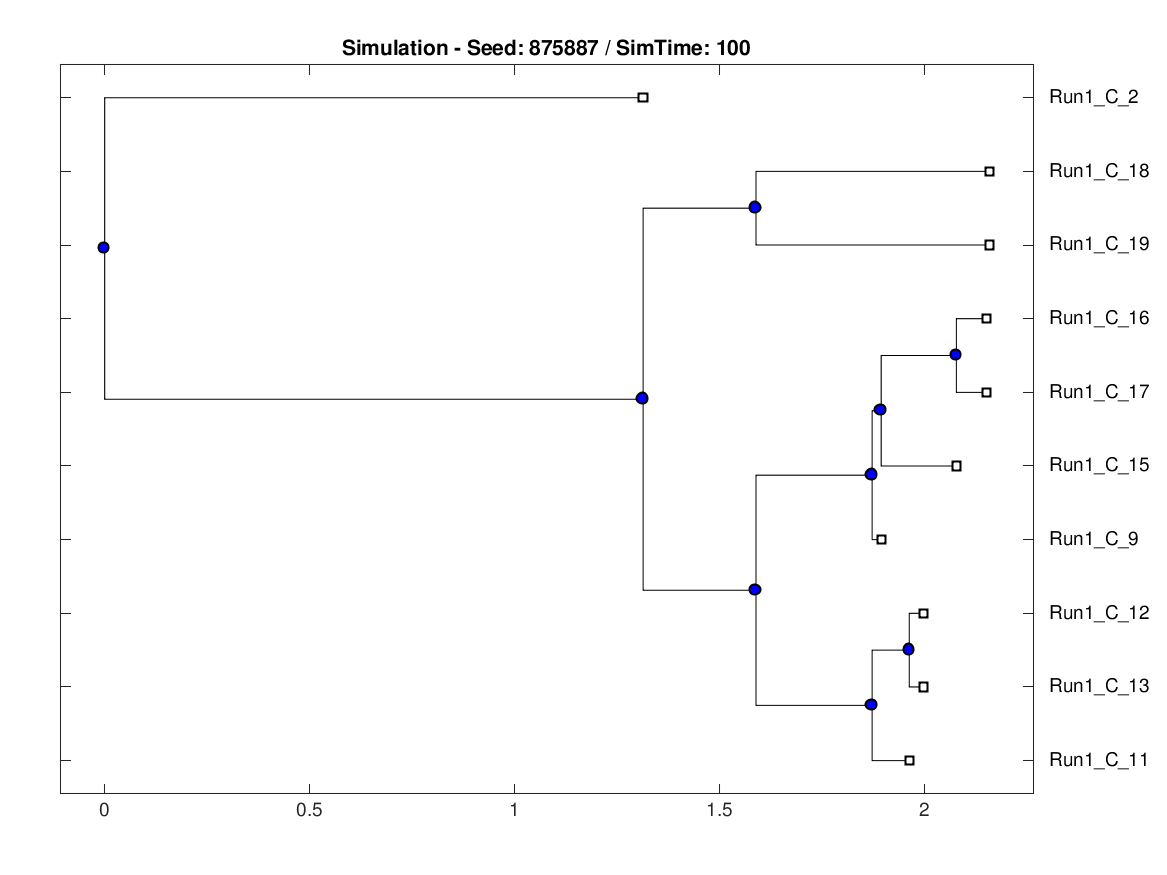 Simulation - Seed: 875887 / SimTime: 100
Run1_C_2
Run1_C_18
Run1_C_19
Run1_C_16
Run1_C_17
Run1_C_15
Run1_C_9
Run1_C_12
Run1_C_13
Run1_C_11
0 0.5 1 1.5 2